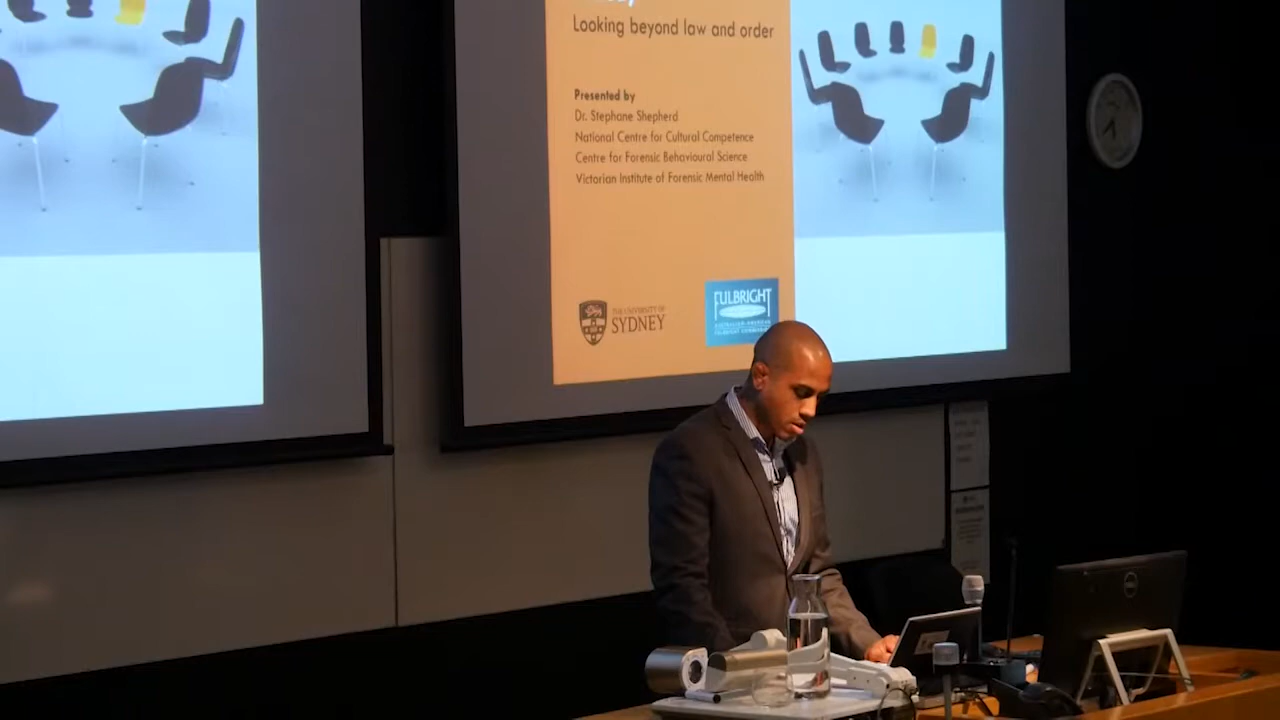 Looking beyond law and order
Presented by
Dr. Stephane Shepherd
National Centre for Cultural Competence
Centre for Forensic Behavioural Science
Victorian Institute of Forensic Mental Health
THE UNIVERSITY OF
SYDNEY
FULBRIGHT
DELL